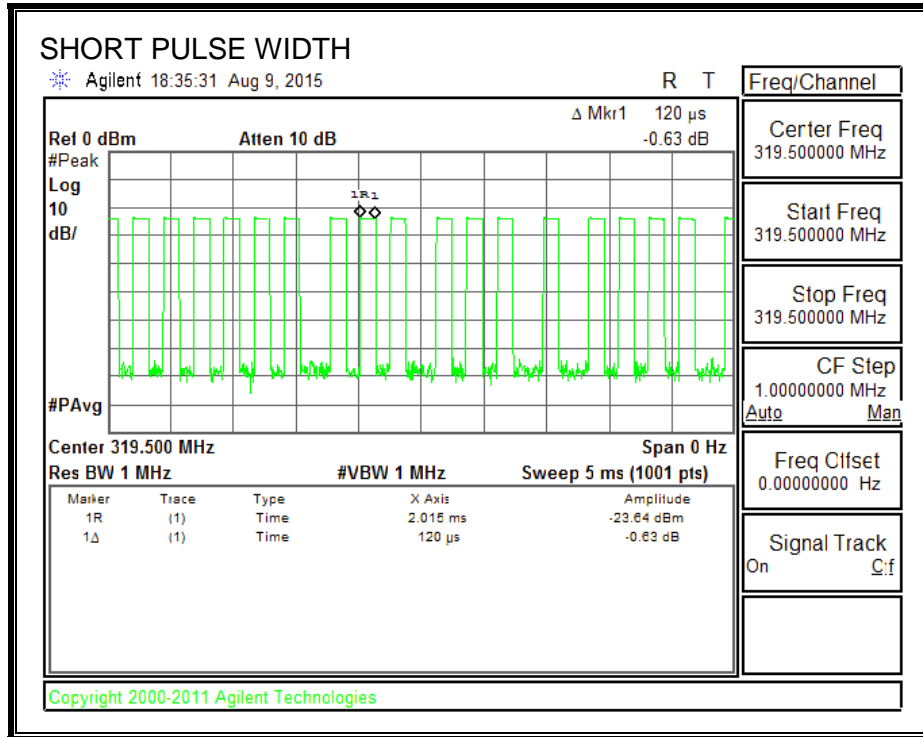 SHORT PULSE WIDTH
Agilent 18:35:31 Aug 9, 2015 R T
Δ Mkr1 120 µs
Ref 0 dBm Atten 10 dB -0.63 dB
#Peak
Log
10
dB/
1R1
#PAvg
Center 319.500 MHz Span 0 Hz
Res BW 1 MHz #VBW 1 MHz Sweep 5 ms (1001 pts)
Marker Trace Type X Axis Amplitude
1R (1) Time 2.015 ms -23.64 dBm
1Δ (1) Time 120 µs -0.63 dB
Freq/Channel
Center Freq
319.500000 MHz
Start Freq
319.500000 MHz
Stop Freq
319.500000 MHz
CF Step
1.00000000 MHz
Auto Man
Freq Offset
0.00000000 Hz
Signal Track
On Off
Copyright 2000-2011 Agilent Technologies